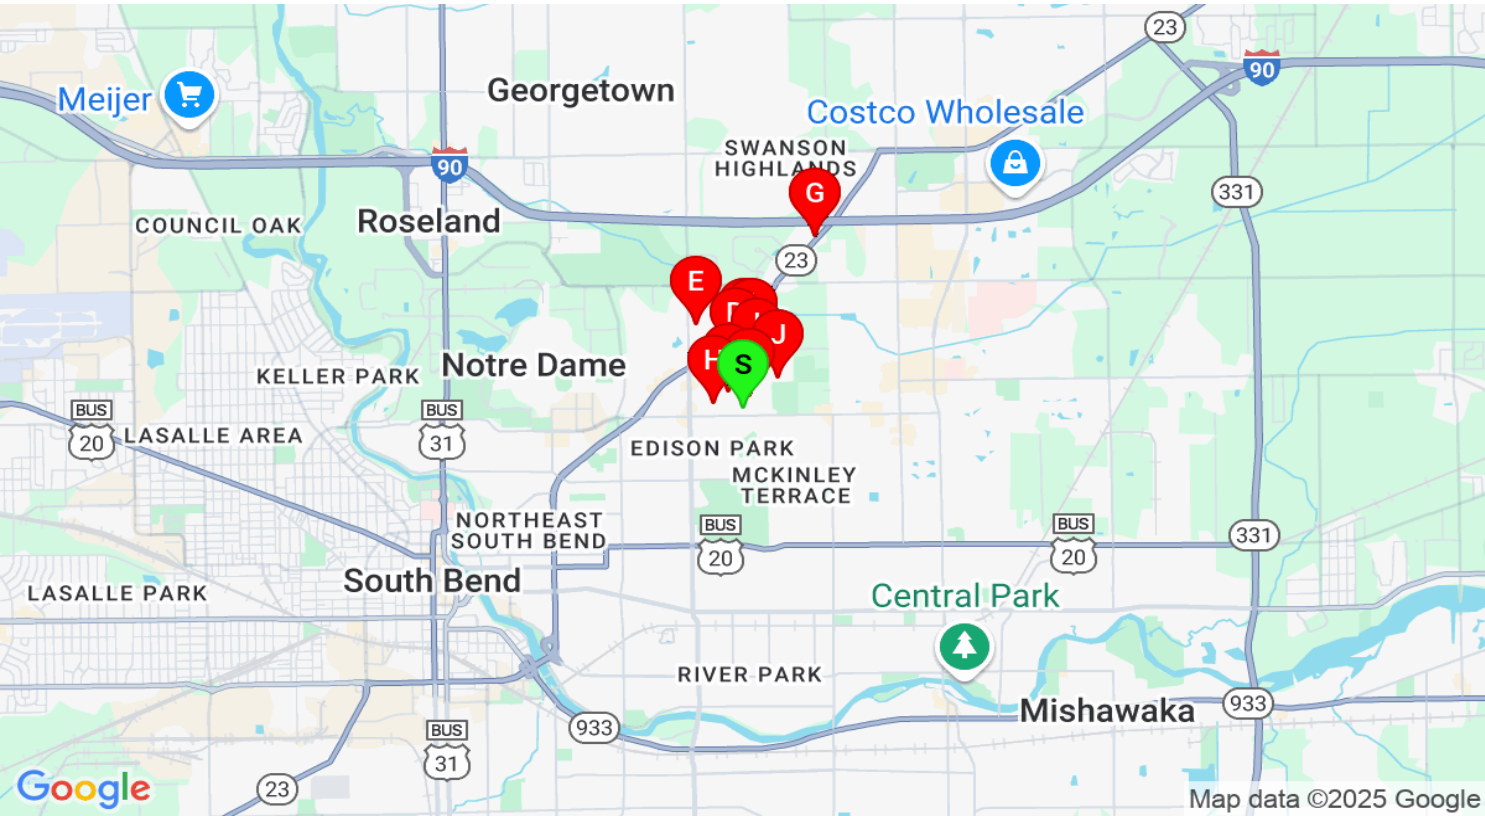 23
90
Georgetown
Meijer
Costco Wholesale
SWANSON
HIGHLANDS
90
G
331
COUNCIL OAK
Roseland
23
E
J
H
S
Notre Dame
KELLER PARK
BUS
20
LASALLE AREA
BUS
31
EDISON PARK
MCKINLEY
TERRACE
NORTHEAST
SOUTH BEND
BUS
20
BUS
20
331
South Bend
LASALLE PARK
Central Park
RIVER PARK
Mishawaka
933
933
BUS
31
23
Google
Map data ©2025 Google